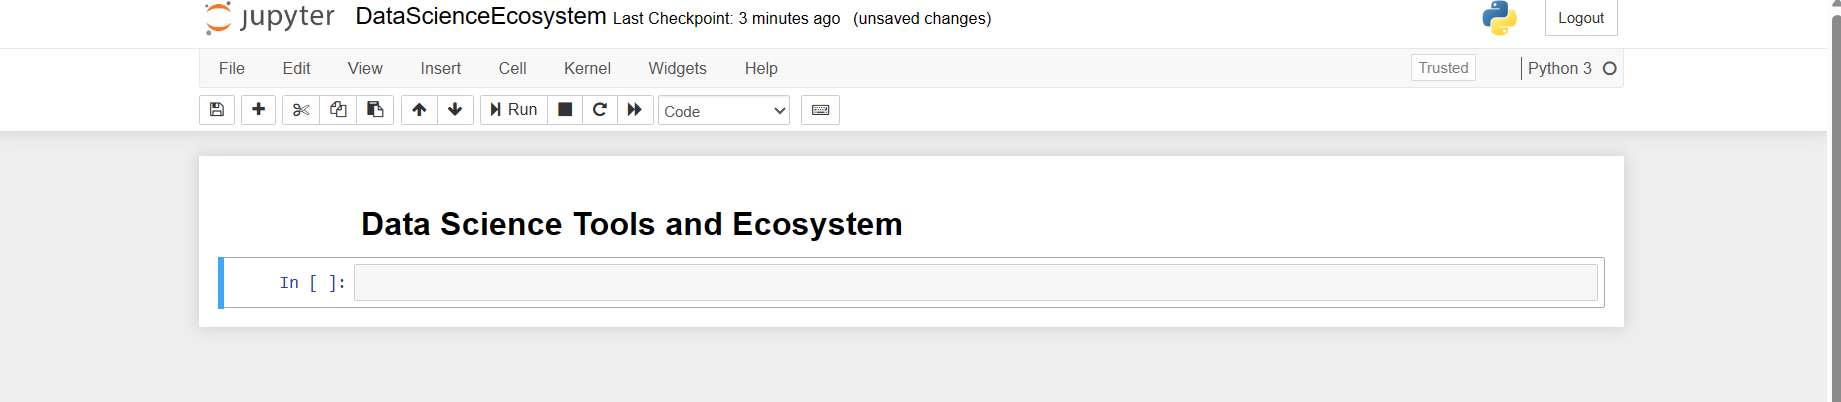 jupyter DataScienceEcosystem Last Checkpoint: 3 minutes ago (unsaved changes) Logout
File Edit View Insert Cell Kernel Widgets Help Trusted Python 3
Run Code
Data Science Tools and Ecosystem
In [ ]: